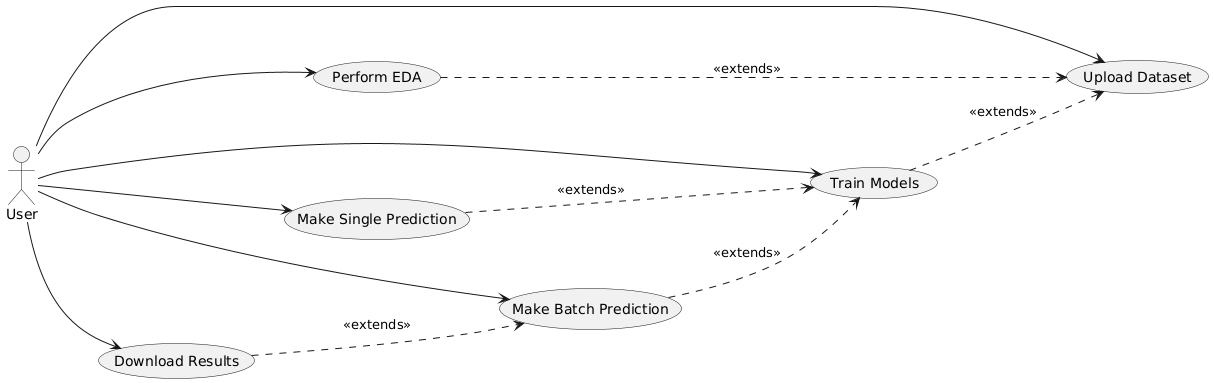 «extends»
Perform EDA
Upload Dataset
«extends»
Train Models
«extends»
User
Make Single Prediction
«extends»
Make Batch Prediction
«extends»
Download Results